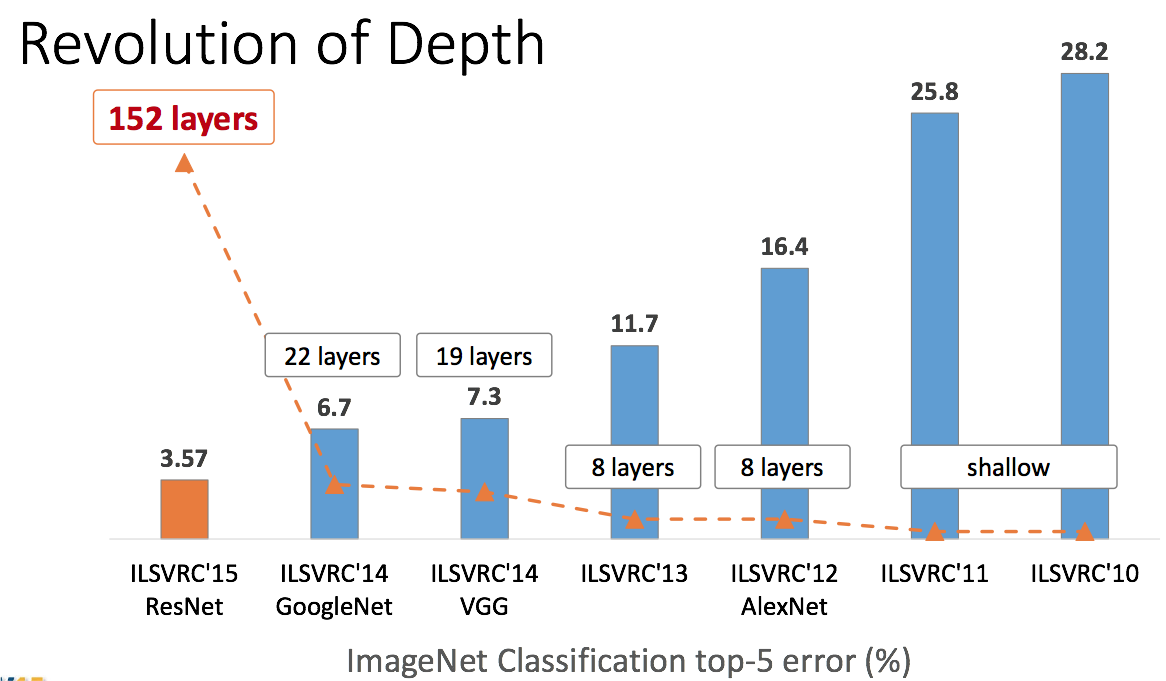 Revolution of Depth
152 layers
28.2
25.8
16.4
11.7
22 layers
19 layers
6.7
7.3
3.57
8 layers
8 layers
shallow
ILSVRC'15
ResNet
ILSVRC'14
GoogleNet
ILSVRC'14
VGG
ILSVRC'13
ILSVRC'12
AlexNet
ILSVRC'11
ILSVRC'10
ImageNet Classification top-5 error (%)